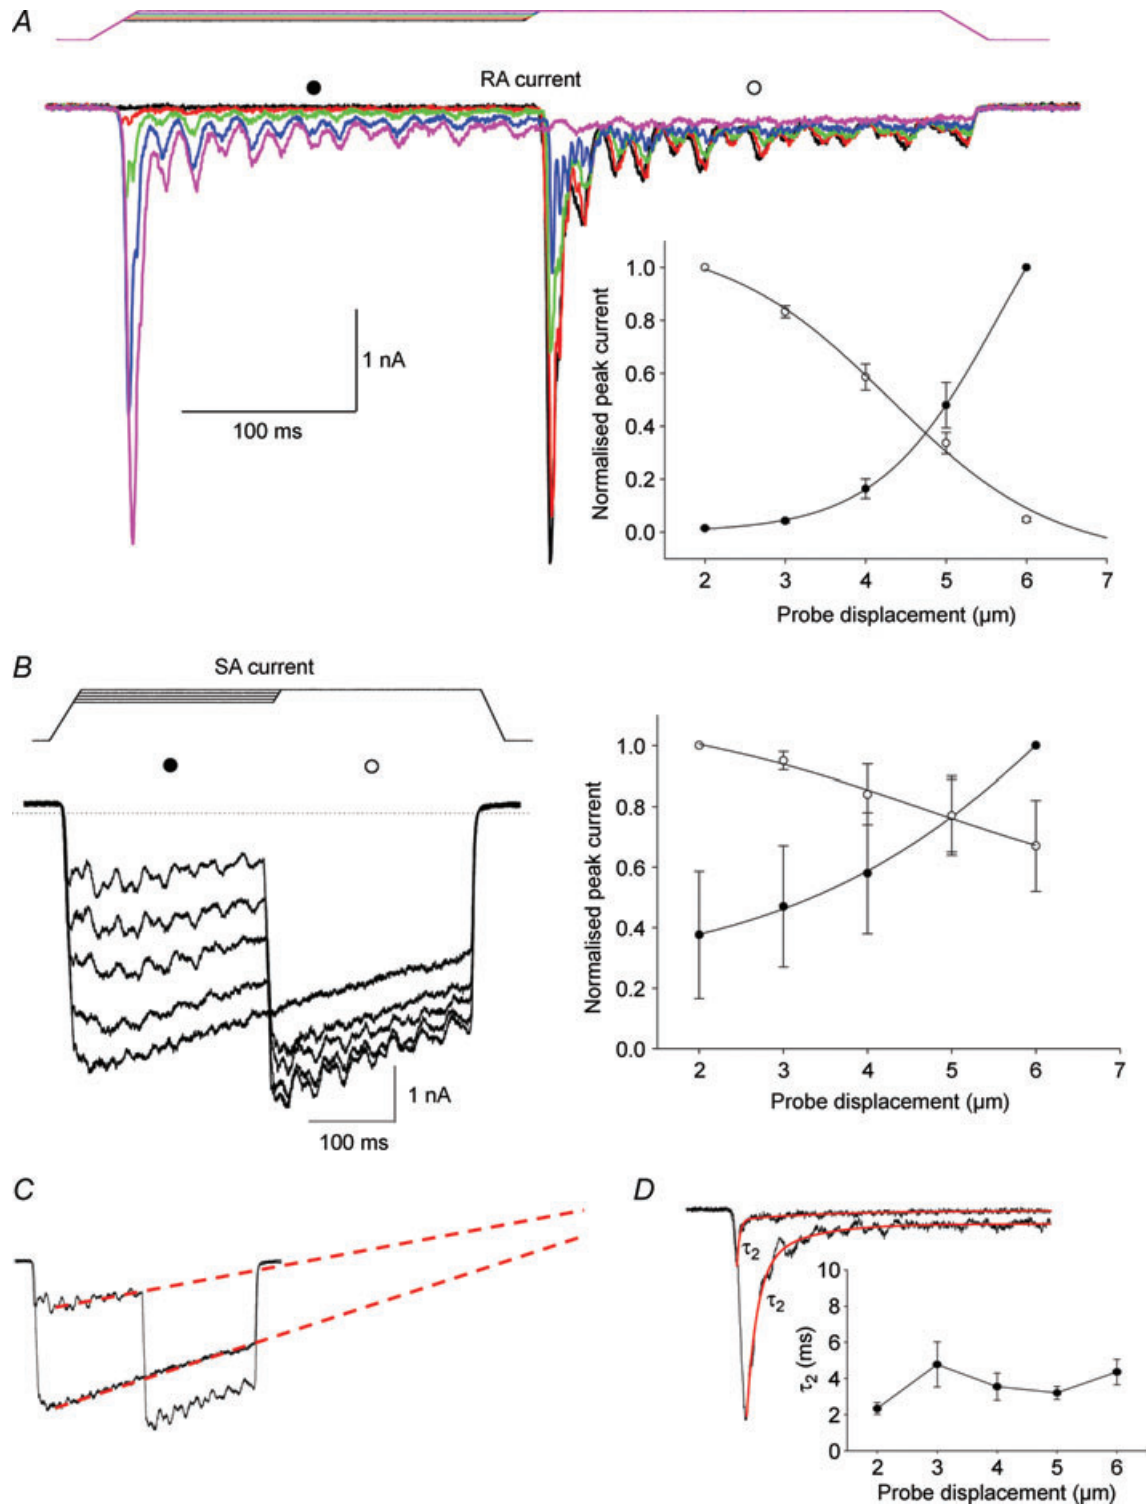 A
RA current
1 nA
100 ms
Normalised peak current
1.0
0.8
0.6
0.4
0.2
0.0
2 3 4 5 6 7
Probe displacement (µm)
B
SA current
1 nA
100 ms
Normalised peak current
1.0
0.8
0.6
0.4
0.2
0.0
2 3 4 5 6 7
Probe displacement (µm)
C
D
τ2
τ2
τ2 (ms)
10
8
6
4
2
0
2 3 4 5 6
Probe displacement (µm)